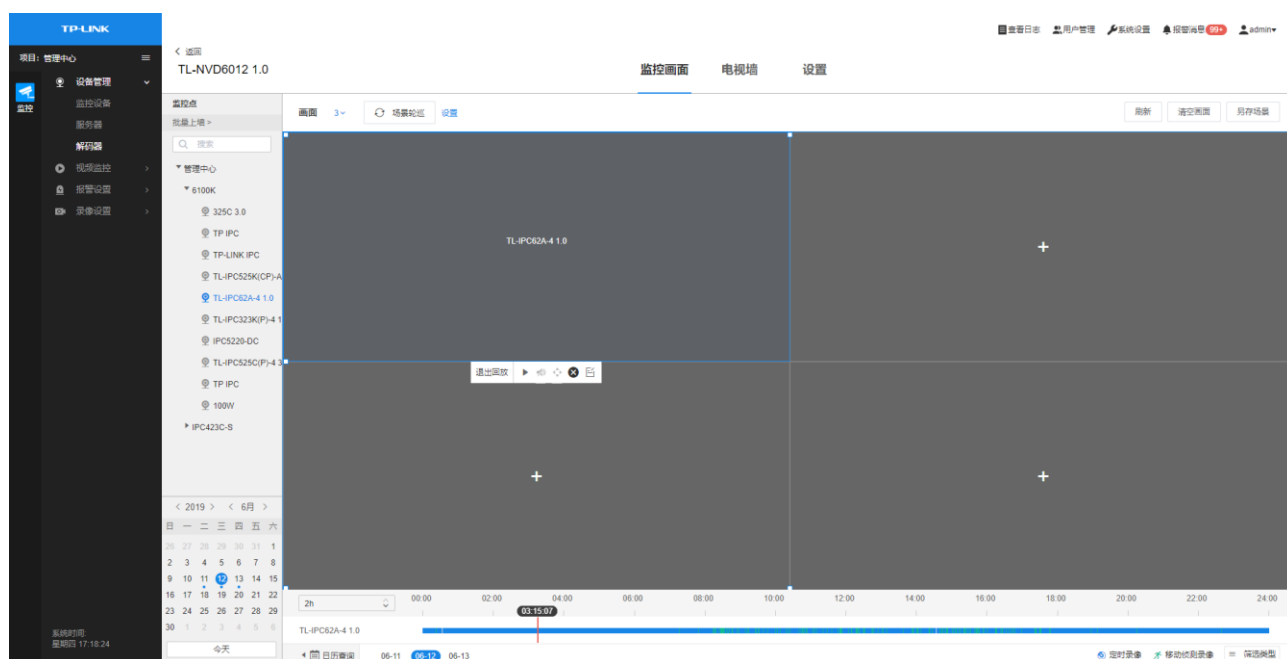 TP-LINK
查看日志 用户管理 系统设置 报警消息 99+ admin
项目: 管理中心
返回
TL-NVD6012 1.0
监控画面 电视墙 设置
监控
设备管理
监控设备
服务器
解码器
视频监控
报警设置
录像设置
监控点
批量上墙 >
搜索
画面 3 场景轮巡 设置
刷新 清空画面 另存场景
管理中心
6100K
325C 3.0
TP IPC
TP-LINK IPC
TL-IPC525K(CP)-A
TL-IPC62A-4 1.0
TL-IPC323K(P)-4 1
IPC5220-DC
TL-IPC525C(P)-4 3
TP IPC
100W
IPC423C-S
TL-IPC62A-4 1.0
退出回放
< 2019 > < 6月 >
日 一 二 三 四 五 六
26 27 28 29 30 31 1
2 3 4 5 6 7 8
9 10 11 12 13 14 15
16 17 18 19 20 21 22
23 24 25 26 27 28 29
30 1 2 3 4 5 6
今天
2h
00:00 02:00 04:00 06:00 08:00 10:00 12:00 14:00 16:00 18:00 20:00 22:00 24:00
03:15:07
TL-IPC62A-4 1.0
日历查询 06-11 06-12 06-13
定时录像 移动侦测录像 筛选类型
系统时间:
星期四 17:18:24